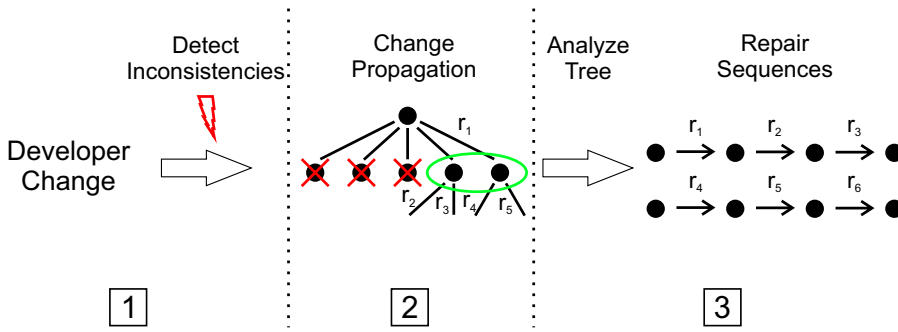 Detect
Inconsistencies
Developer
Change
1
Change
Propagation
r1
r2
r3
r4
r5
2
Analyze
Tree
Repair
Sequences
r1 r2 r3
r4 r5 r6
3